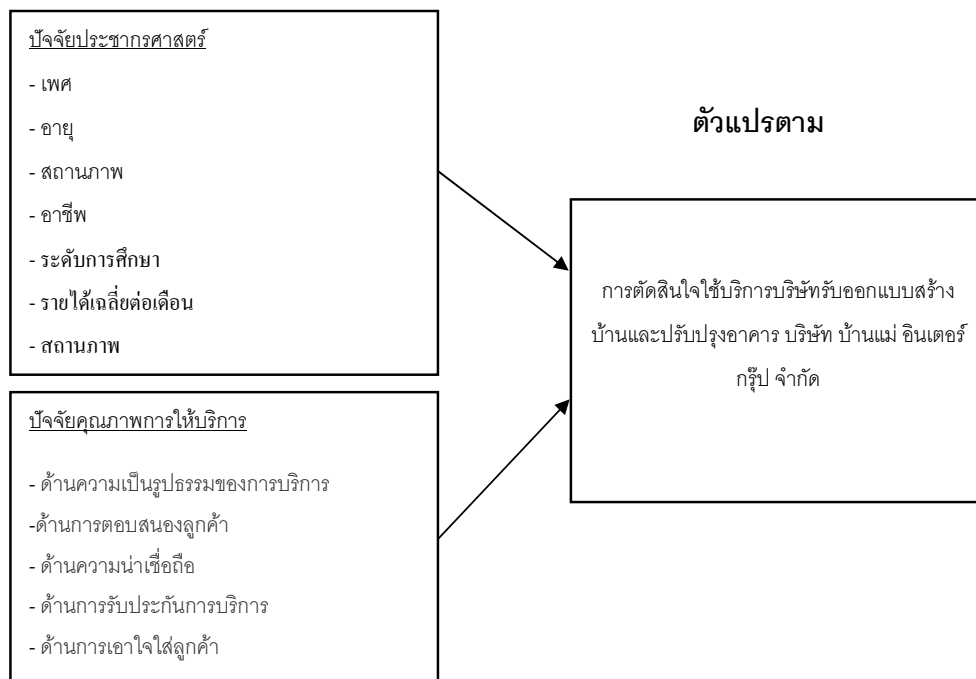 ปัจจัยประชากรศาสตร์
- เพศ
- อายุ
- สถานภาพ
- อาชีพ
- ระดับการศึกษา
- รายได้เฉลี่ยต่อเดือน
- สถานภาพ
ปัจจัยคุณภาพการให้บริการ
- ด้านความเป็นรูปธรรมของการบริการ
-ด้านการตอบสนองลูกค้า
- ด้านความน่าเชื่อถือ
- ด้านการรับประกันการบริการ
- ด้านการเอาใจใส่ลูกค้า
ตัวแปรตาม
การตัดสินใจใช้บริการบริษัทรับออกแบบสร้าง
บ้านและปรับปรุงอาคาร บริษัท บ้านแม่ อินเตอร์
กรุ๊ป จำกัด